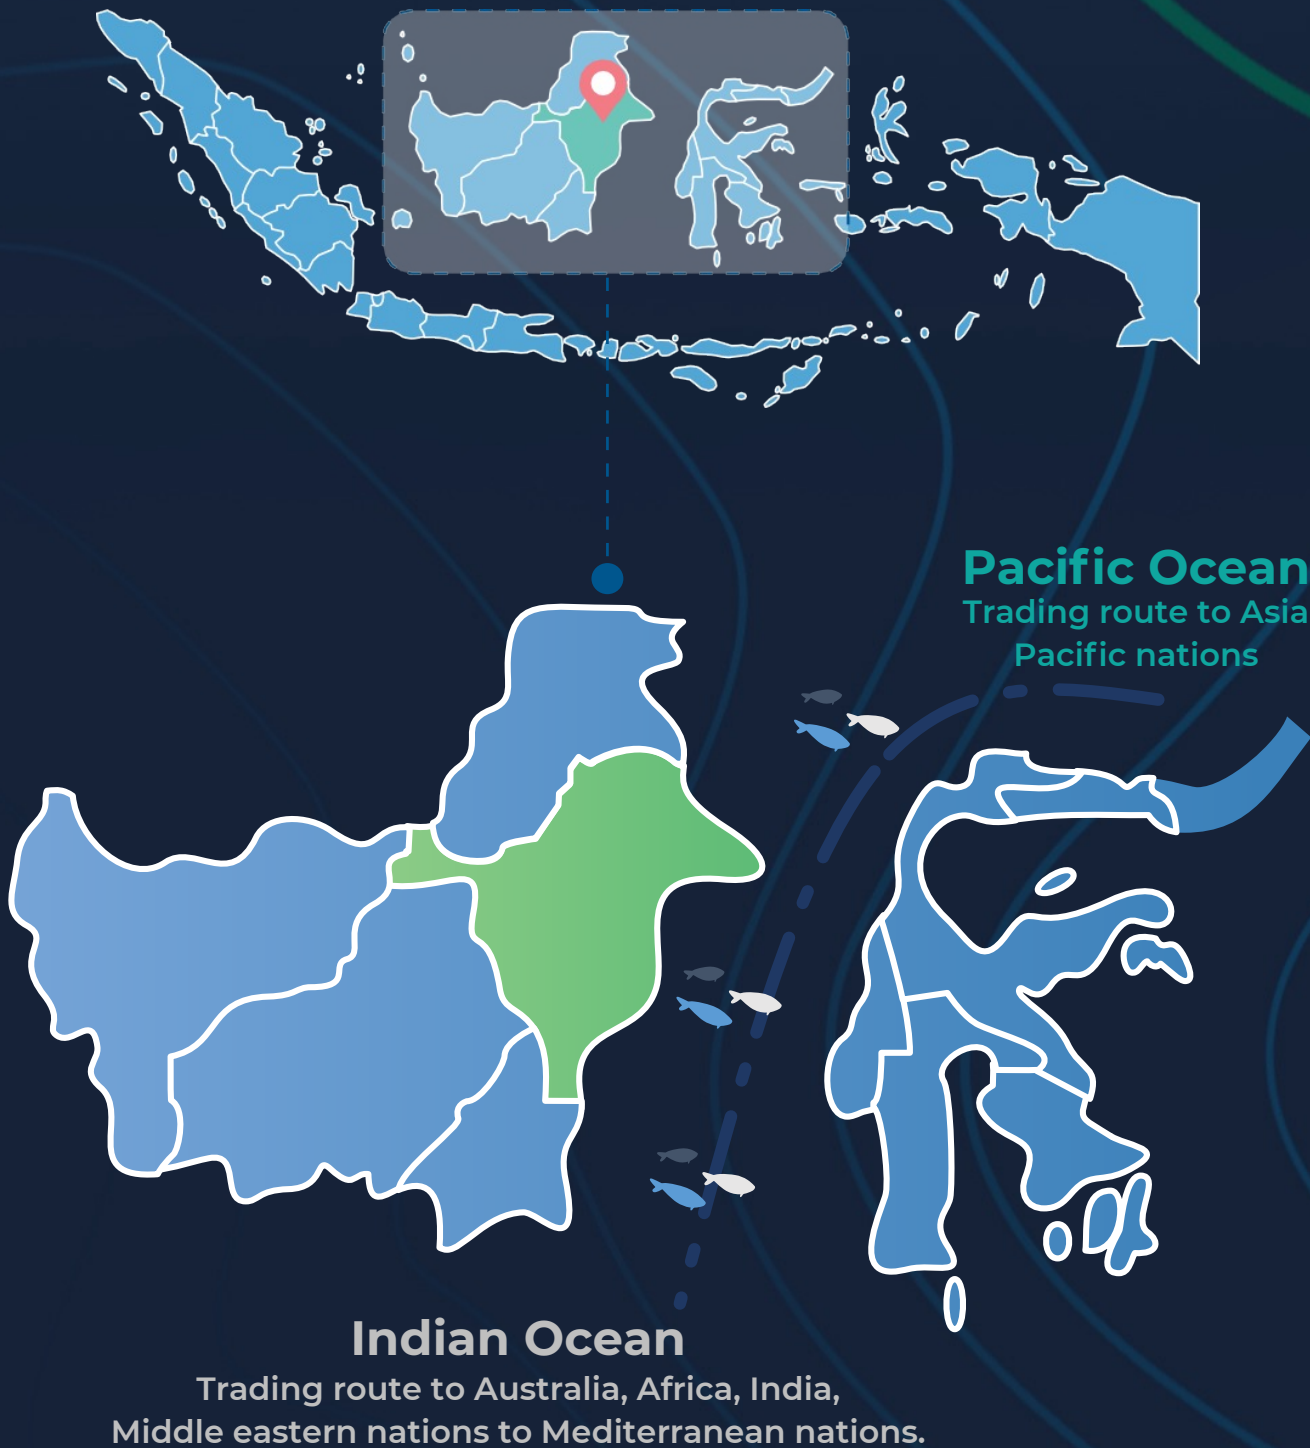 Pacific Ocean
Trading route to Asia
Pacific nations
Indian Ocean
Trading route to Australia, Africa, India,
Middle eastern nations to Mediterranean nations.